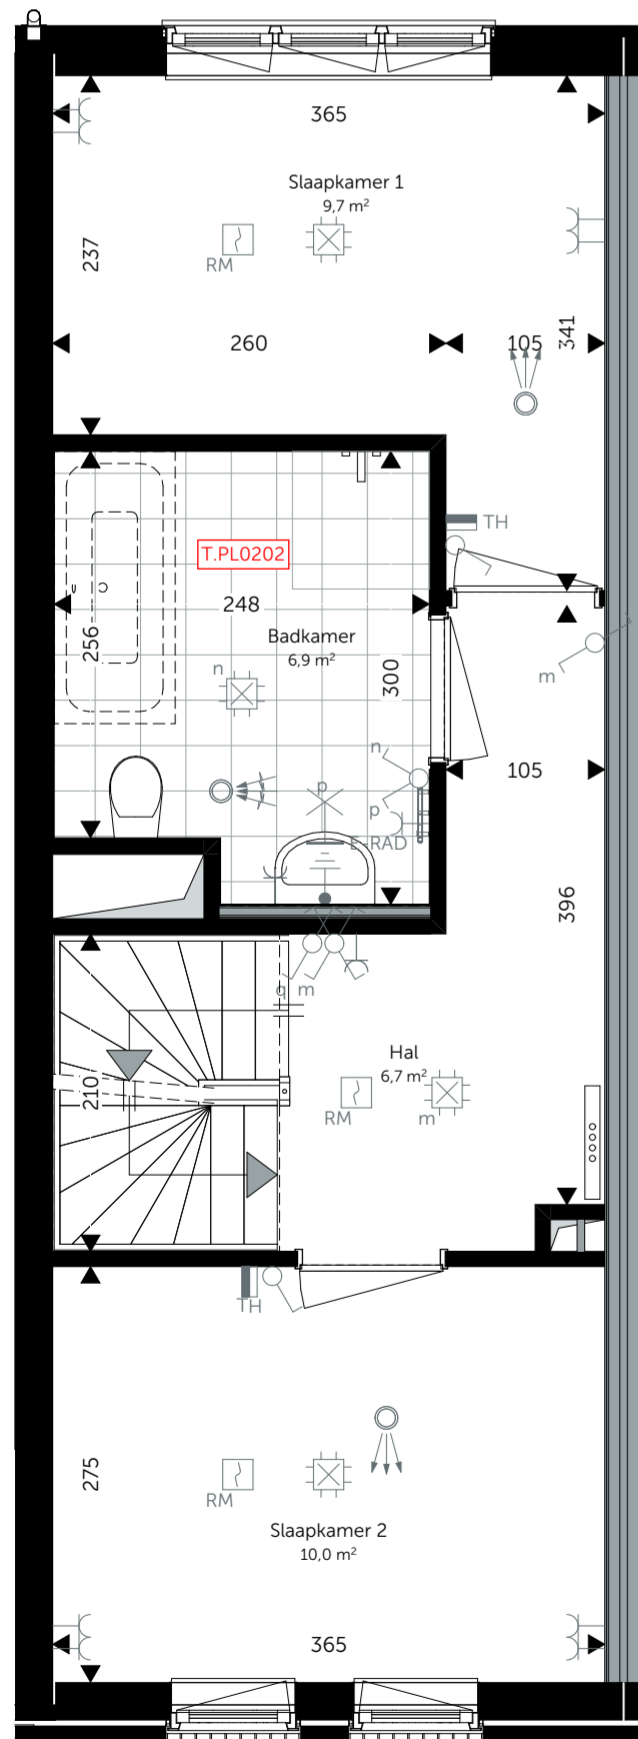 365
Slaapkamer 1
9,7 m²
RM
237
341
260
105
TH
T.PL0202
248
Badkamer
6,9 m²
256
300
n
m
105
n
p
p
E-RAD
396
q m
Hal
6,7 m²
210
RM
m
TH
275
RM
Slaapkamer 2
10,0 m²
365